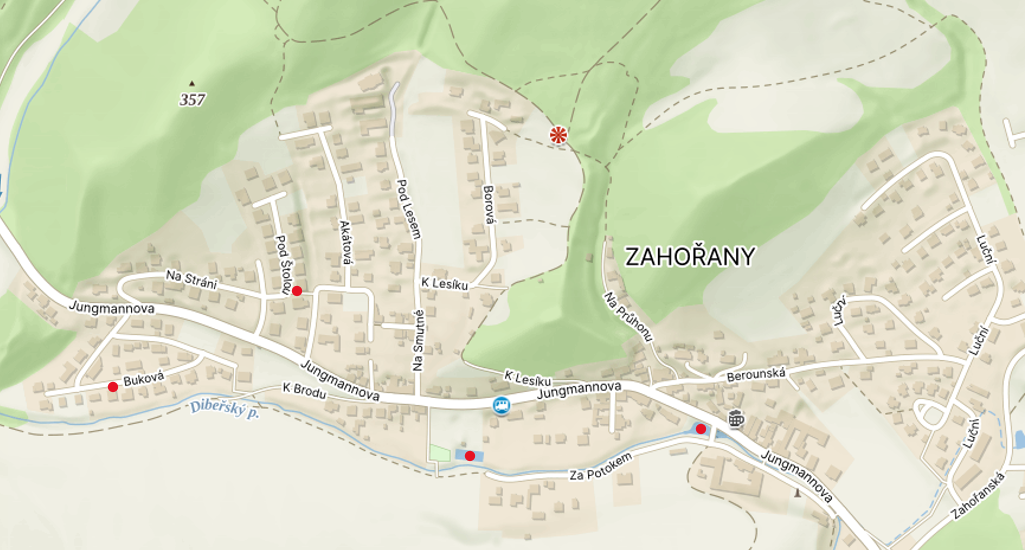 357
ZAHOŘANY
Pod Lesem
Borová
Akátová
Pod Štolou
Na Stráni
K Lesíku
Luční
Na Průhonu
Luční
Jungmannova
Na Smutné
Luční
Jungmannova
Buková
K Brodu
K Lesíku
Jungmannova
Berounská
Dibeřský p.
Luční
Za Potokem
Jungmannova
Zahořanská